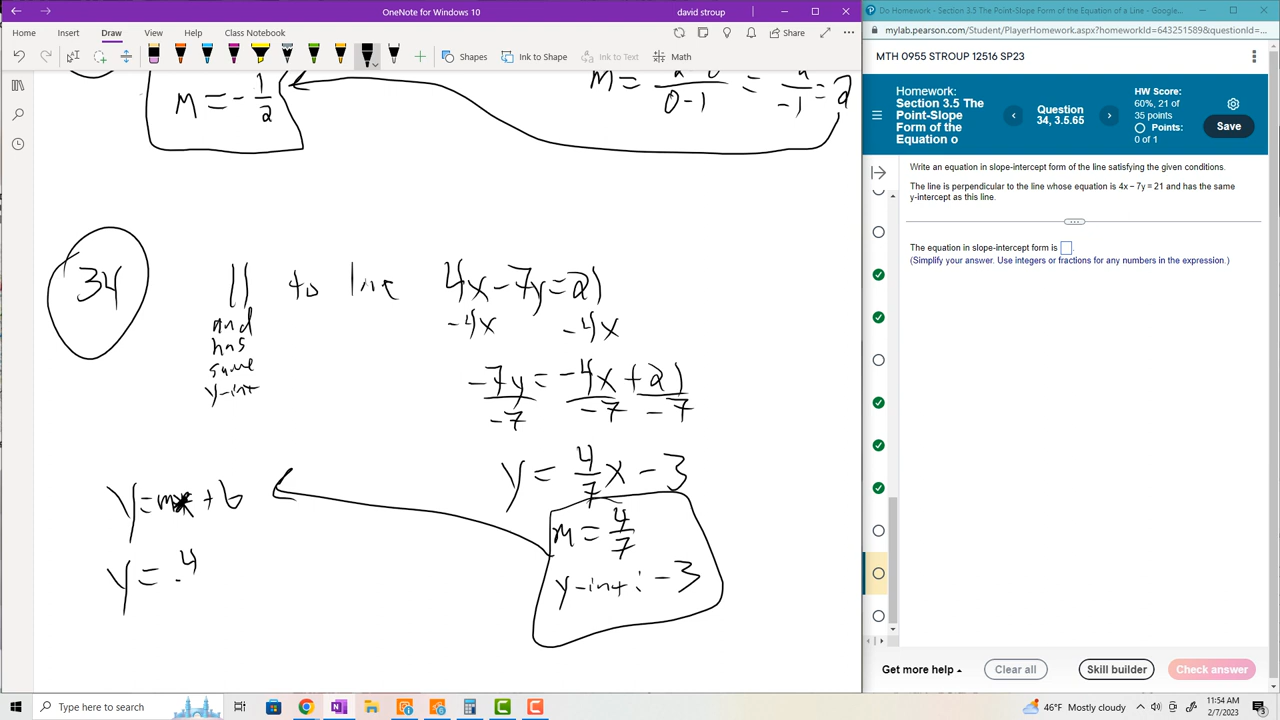 OneNote for Windows 10
david stroup
Home Insert Draw View Help Class Notebook
Share
Shapes
Ink to Shape
Ink to Text
Math
m = -1/2
0-1
-1
= 2
34
|| to line 4x-7y=21
and
has
same
y-int
-4x -4x
-7y = -4x + 21
-7 -7 -7
y = 4/7 x - 3
m = 4/7
y-int: -3
y=mx+b
y = 4
Do Homework - Section 3.5 The Point-Slope Form of the Equation of a Line - Google...
mylab.pearson.com/Student/PlayerHomework.aspx?homeworkId=643251589&questionId=...
MTH 0955 STROUP 12516 SP23
Homework:
Section 3.5 The
Point-Slope
Form of the
Equation o
Question
34, 3.5.65
HW Score:
60%, 21 of
35 points
Points:
0 of 1
Save
Write an equation in slope-intercept form of the line satisfying the given conditions.
The line is perpendicular to the line whose equation is 4x − 7y = 21 and has the same
y-intercept as this line.
The equation in slope-intercept form is .
(Simplify your answer. Use integers or fractions for any numbers in the expression.)
Get more help
Clear all
Skill builder
Check answer
Type here to search
46°F Mostly cloudy
11:54 AM
2/7/2023